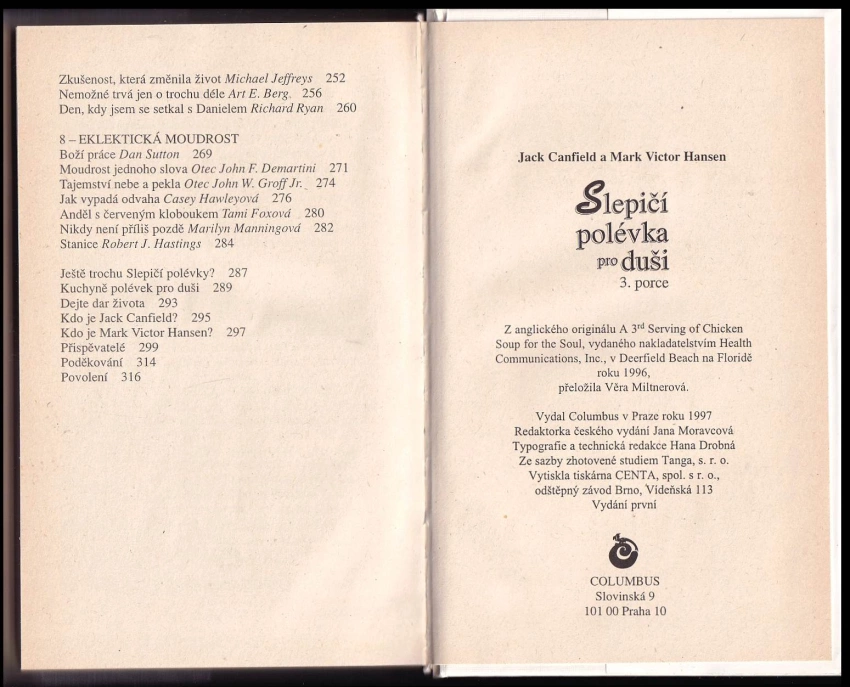 Zkušenost, která změnila život Michael Jeffreys 252
Nemožné trvá jen o trochu déle Art E. Berg. 256
Den, kdy jsem se setkal s Danielem Richard Ryan 260
8 – EKLEKTICKÁ MOUDROST
Boží práce Dan Sutton 269
Moudrost jednoho slova Otec John F. Demartini 271
Tajemství nebe a pekla Otec John W. Groff Jr. 274
Jak vypadá odvaha Casey Hawleyová 276
Anděl s červeným kloboukem Tami Foxová 280
Nikdy není příliš pozdě Marilyn Manningová 282
Stanice Robert J. Hastings 284
Ještě trochu Slepičí polévky? 287
Kuchyně polévek pro duši 289
Dejte dar života 293
Kdo je Jack Canfield? 295
Kdo je Mark Victor Hansen? 297
Přispěvatelé 299
Poděkování 314
Povolení 316
Jack Canfield a Mark Victor Hansen
Slepičí
polévka
pro duši
3. porce
Z anglického originálu A 3rd Serving of Chicken
Soup for the Soul, vydaného nakladatelstvím Health
Communications, Inc., v Deerfield Beach na Floridě
roku 1996,
přeložila Věra Miltnerová.
Vydal Columbus v Praze roku 1997
Redaktorka českého vydání Jana Moravcová
Typografie a technická redakce Hana Drobná
Ze sazby zhotovené studiem Tanga, s. r. o.
Vytiskla tiskárna CENTA, spol. s r. o.,
odštěpný závod Brno, Vídeňská 113
Vydání první
COLUMBUS
Slovinská 9
101 00 Praha 10